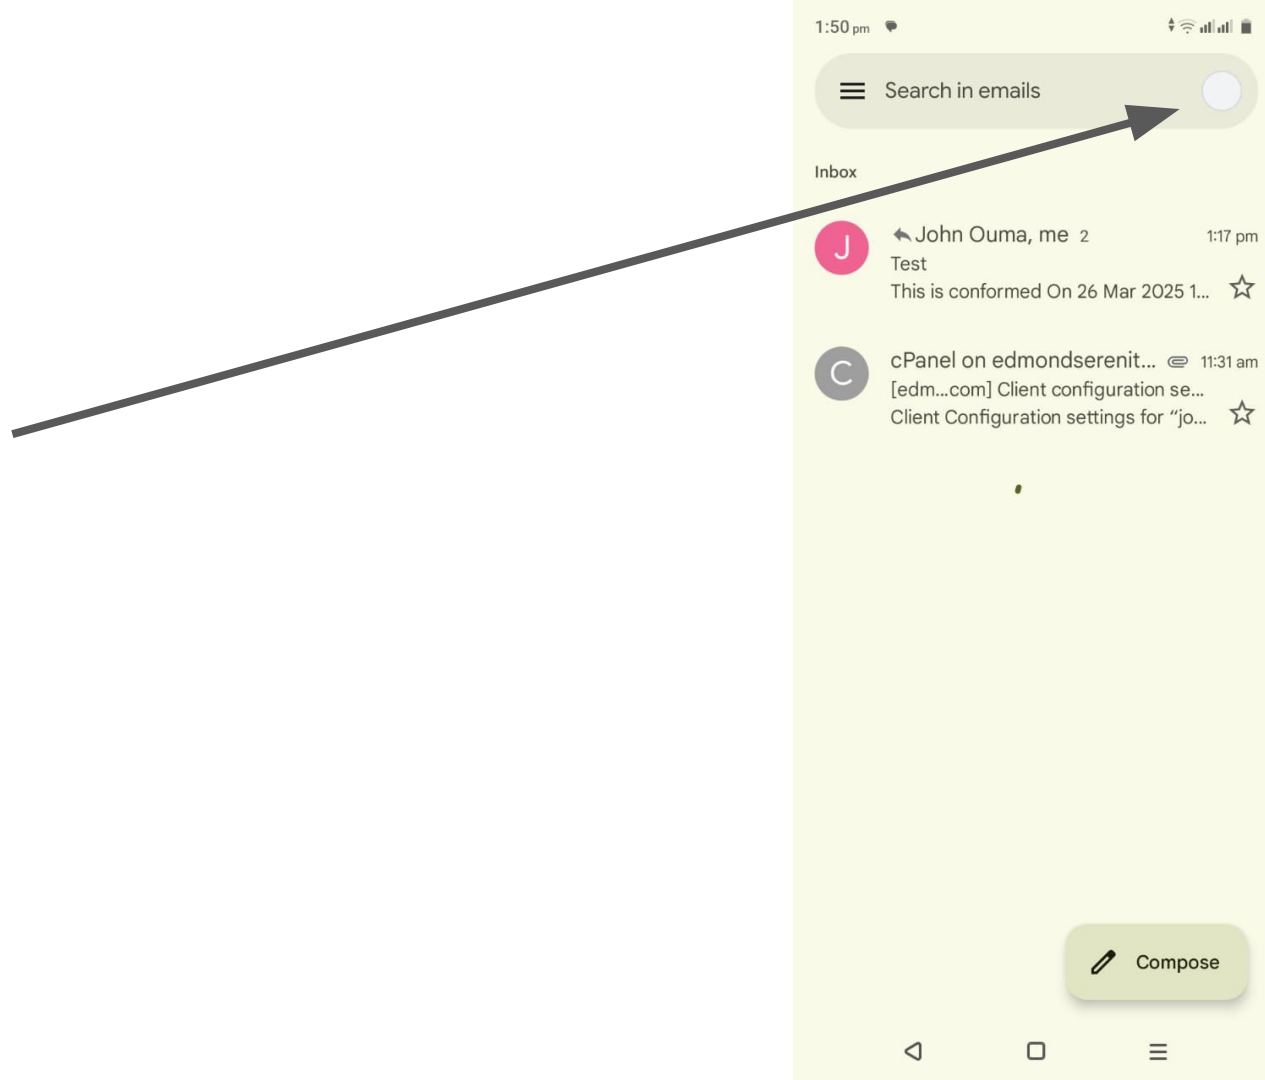 1:50 pm
Search in emails
Inbox
J
John Ouma, me 2
1:17 pm
Test
This is conformed On 26 Mar 2025 1...
C
cPanel on edmondserenit...
11:31 am
[edm...com] Client configuration se...
Client Configuration settings for “jo...
Compose